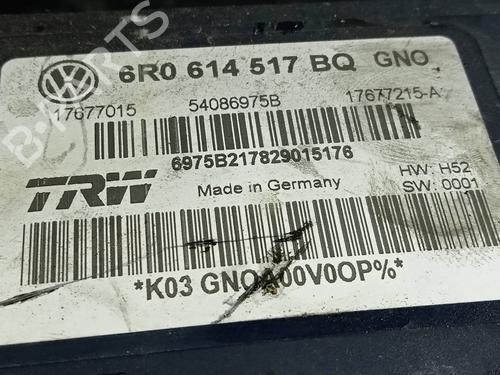 6R0 614 517 BQ GNO
17677015 54086975B 17677215-A
6975B217829015176
TRW Made in Germany HW: H52
SW: 0001
*K03 GNOA00V0OP%*
B-PARTS